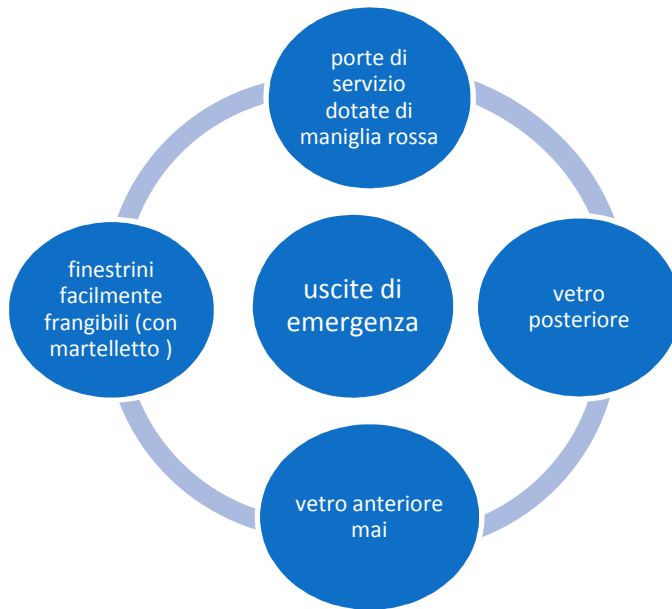 porte di
servizio
dotate di
maniglia rossa
finestrini
facilmente
frangibili (con
martelletto )
uscite di
emergenza
vetro
posteriore
vetro anteriore
mai